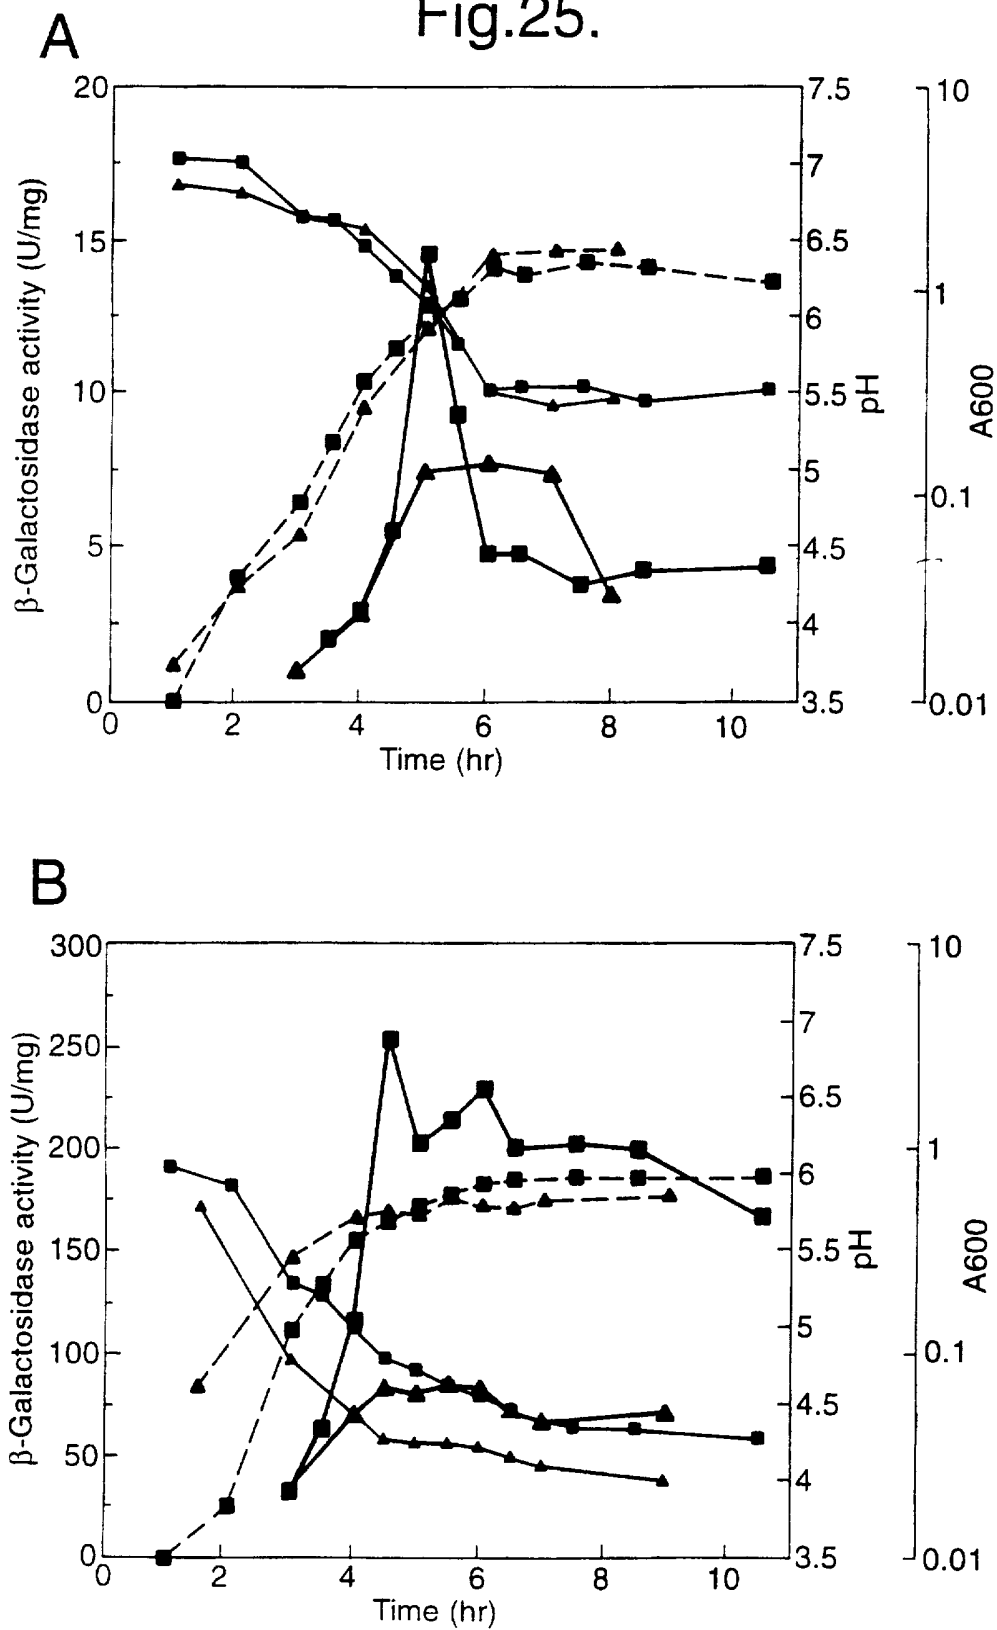 Fig.25.
A
20
15
10
5
0
β-Galactosidase activity (U/mg)
0 2 4 6 8 10
Time (hr)
7.5
7
6.5
6
5.5
5
4.5
4
3.5
pH
10
1
0.1
0.01
A600
B
300
250
200
150
100
50
0
β-Galactosidase activity (U/mg)
0 2 4 6 8 10
Time (hr)
7.5
7
6.5
6
5.5
5
4.5
4
3.5
pH
10
1
0.1
0.01
A600